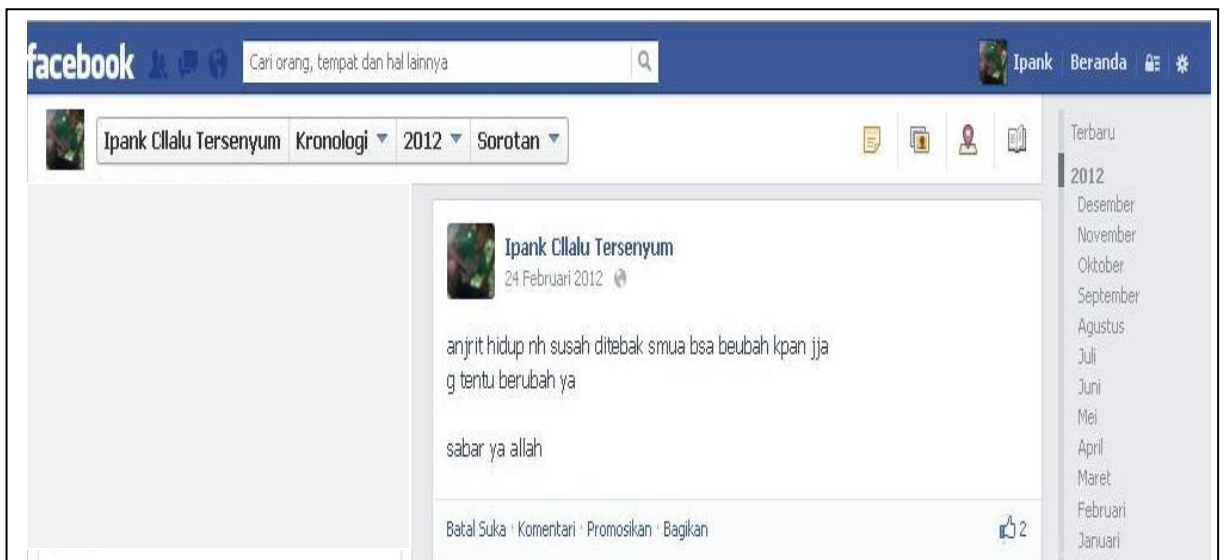 facebook
Cari orang, tempat dan hal lainnya
Ipank Beranda
Ipank Cllalu Tersenyum Kronologi 2012 Sorotan
Ipank Cllalu Tersenyum
24 Februari 2012
anjrit hidup nh susah ditebak smua bsa beubah kpan jja
g tentu berubah ya
sabar ya allah
Batal Suka · Komentari · Promosikan · Bagikan 2
Terbaru
2012
Desember
November
Oktober
September
Agustus
Juli
Juni
Mei
April
Maret
Februari
Januari